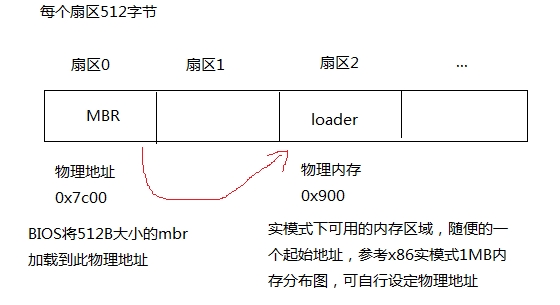 每个扇区512字节
扇区0
扇区1
扇区2
...
MBR
loader
物理地址
0x7c00
物理内存
0x900
BIOS将512B大小的mbr
加载到此物理地址
实模式下可用的内存区域，随便的一
个起始地址，参考x86实模式1MB内
存分布图，可自行设定物理地址